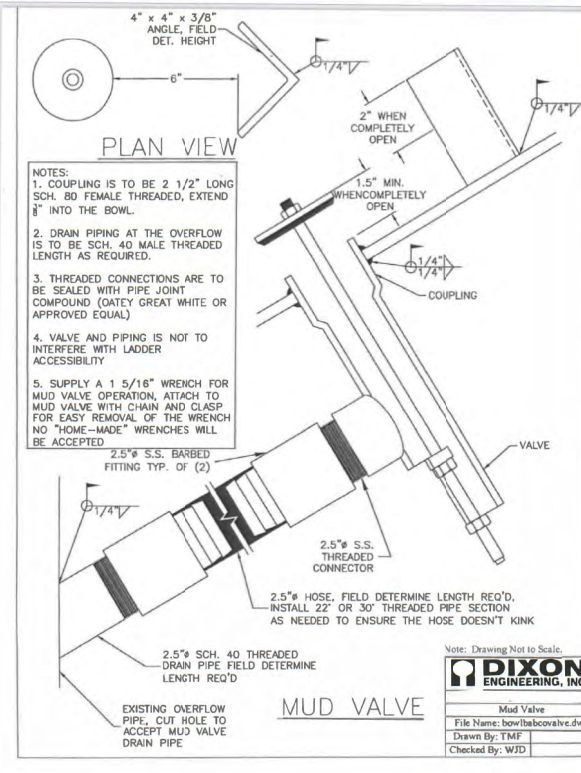 4" x 4" x 3/8"
ANGLE, FIELD
DET. HEIGHT
1/4"
6"
PLAN VIEW
2" WHEN
COMPLETELY
OPEN
1/4"
1.5" MIN.
WHENCOMPLETELY
OPEN
1/4"
1/4"
COUPLING
NOTES:
1. COUPLING IS TO BE 2 1/2" LONG
SCH. 80 FEMALE THREADED, EXTEND
INTO THE BOWL.
2. DRAIN PIPING AT THE OVERFLOW
IS TO BE SCH. 40 MALE THREADED
LENGTH AS REQUIRED.
3. THREADED CONNECTIONS ARE TO
BE SEALED WITH PIPE JOINT
COMPOUND (OATEY GREAT WHITE OR
APPROVED EQUAL)
4. VALVE AND PIPING IS NOT TO
INTERFERE WITH LADDER
ACCESSIBILITY
5. SUPPLY A 1 5/16" WRENCH FOR
MUD VALVE OPERATION, ATTACH TO
MUD VALVE WITH CHAIN AND CLASP
FOR EASY REMOVAL OF THE WRENCH
NO "HOME-MADE" WRENCHES WILL
BE ACCEPTED
2.5"ø S.S. BARBED
FITTING TYP. OF (2)
VALVE
1/4"
2.5"ø S.S.
THREADED
CONNECTOR
2.5"ø HOSE, FIELD DETERMINE LENGTH REQ'D,
INSTALL 22° OR 30° THREADED PIPE SECTION
AS NEEDED TO ENSURE THE HOSE DOESN'T KINK
2.5"ø SCH. 40 THREADED
DRAIN PIPE FIELD DETERMINE
LENGTH REQ'D
EXISTING OVERFLOW
PIPE, CUT HOLE TO
ACCEPT MUD VALVE
DRAIN PIPE
MUD VALVE
Note: Drawing Not to Scale.
DIXON
ENGINEERING, INC
Mud Valve
File Name: bowlbabcovalve.dw
Drawn By: TMF
Checked By: WJD